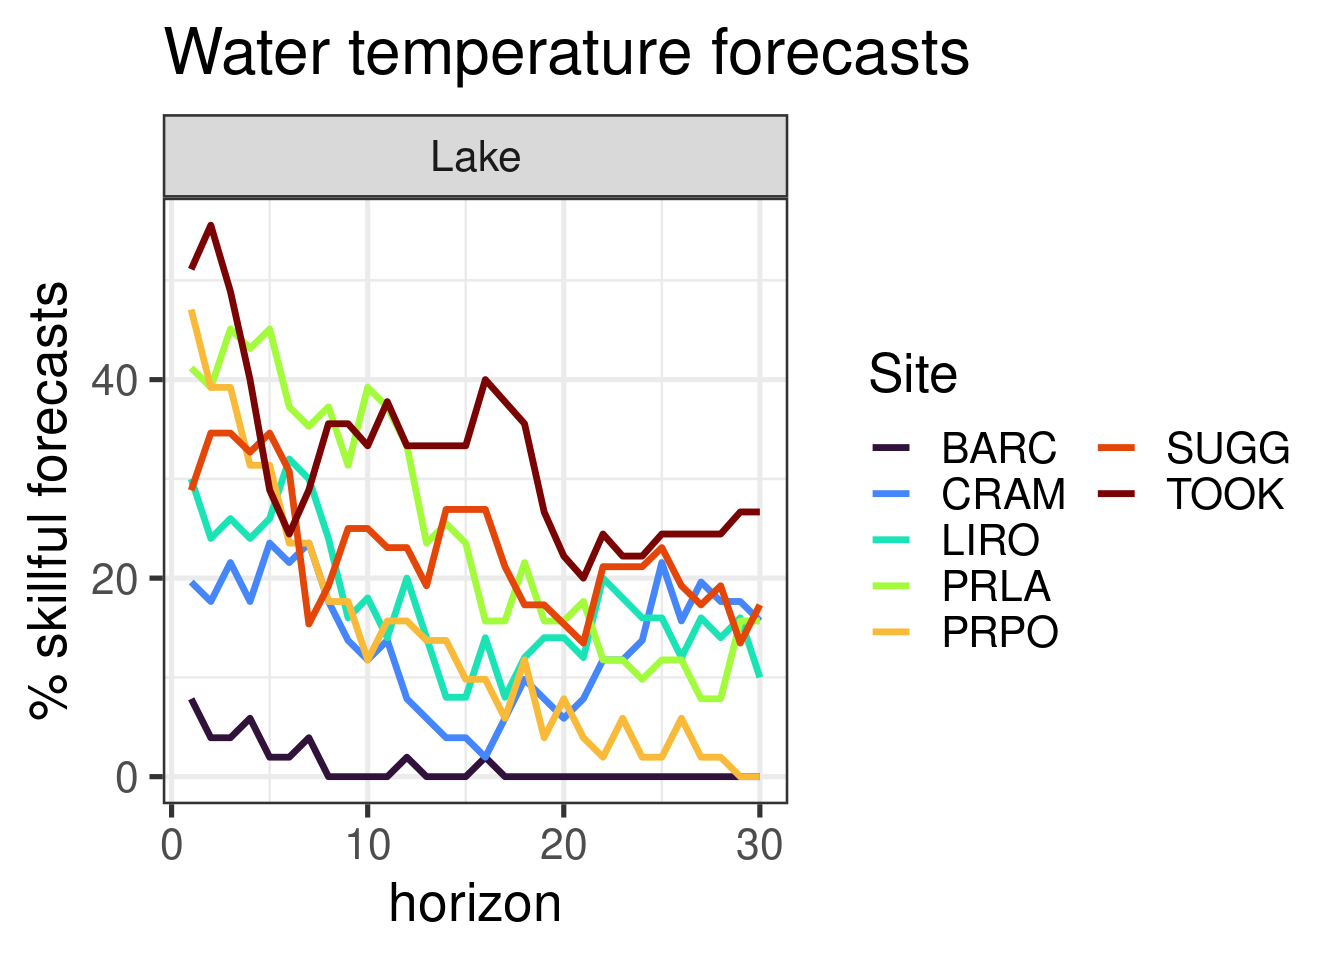 Water temperature forecasts
Lake
% skillful forecasts
40
20
0
0 10 20 30
horizon
Site
BARC SUGG
CRAM TOOK
LIRO
PRLA
PRPO